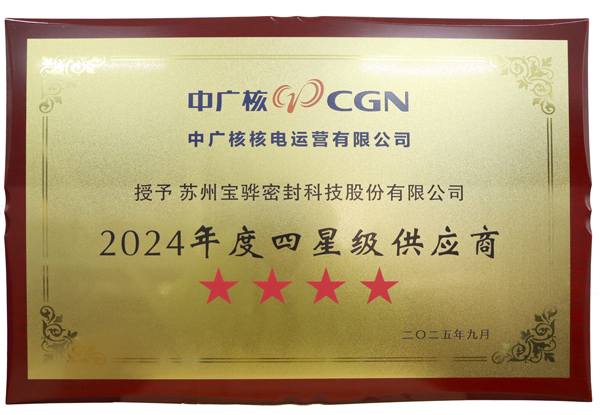 中广核 CGN
中广核核电运营有限公司
授予 苏州宝骅密封科技股份有限公司
2024年度四星级供应商
二〇二五年九月